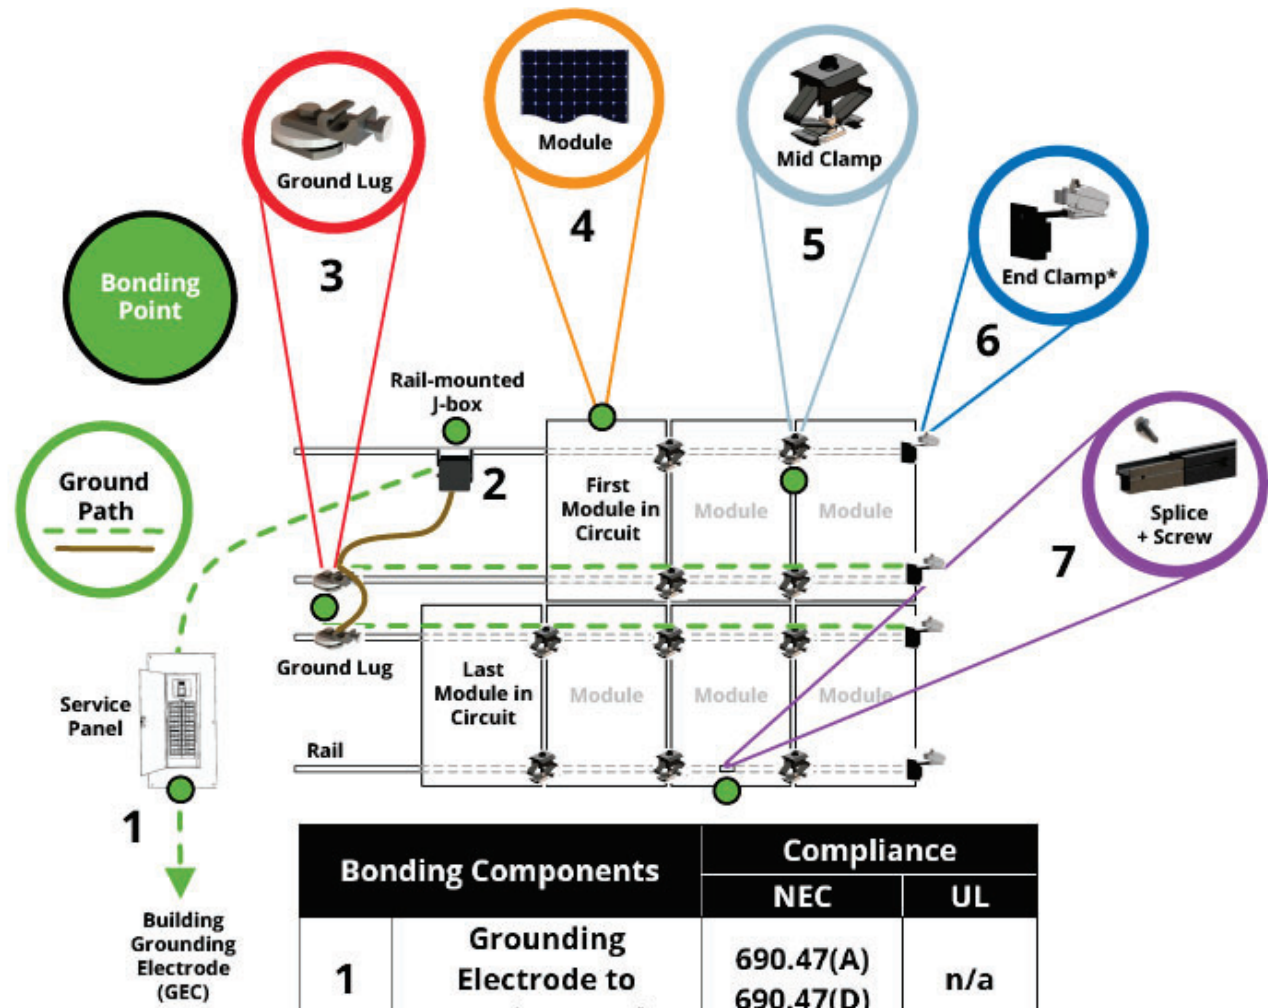 Ground Lug
3
Module
4
Mid Clamp
5
End Clamp*
6
Bonding
Point
Rail-mounted
J-box
2
Ground
Path
First
Module in
Circuit
Module
Module
Splice
+ Screw
7
Ground Lug
Last
Module in
Circuit
Module
Module
Module
Service
Panel
Rail
1
Building
Grounding
Electrode
(GEC)
Bonding Components
Compliance
NEC
UL
1
Grounding
Electrode to
690.47(A)
690.47(D)
n/a